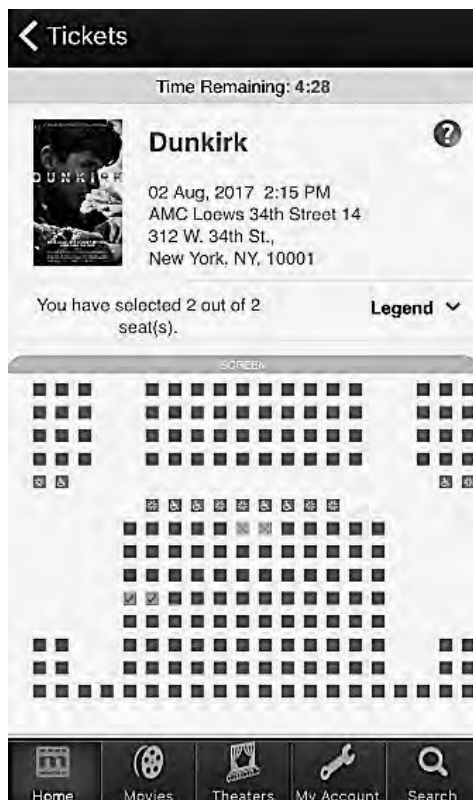 Tickets
Time Remaining: 4:28
DUNKIRK
Dunkirk
?
02 Aug, 2017 2:15 PM
AMC Loews 34th Street 14
312 W. 34th St.,
New York, NY, 10001
You have selected 2 out of 2
seat(s).
Legend
SCREEN
m
Home
Movies
Theaters
My Account
Search